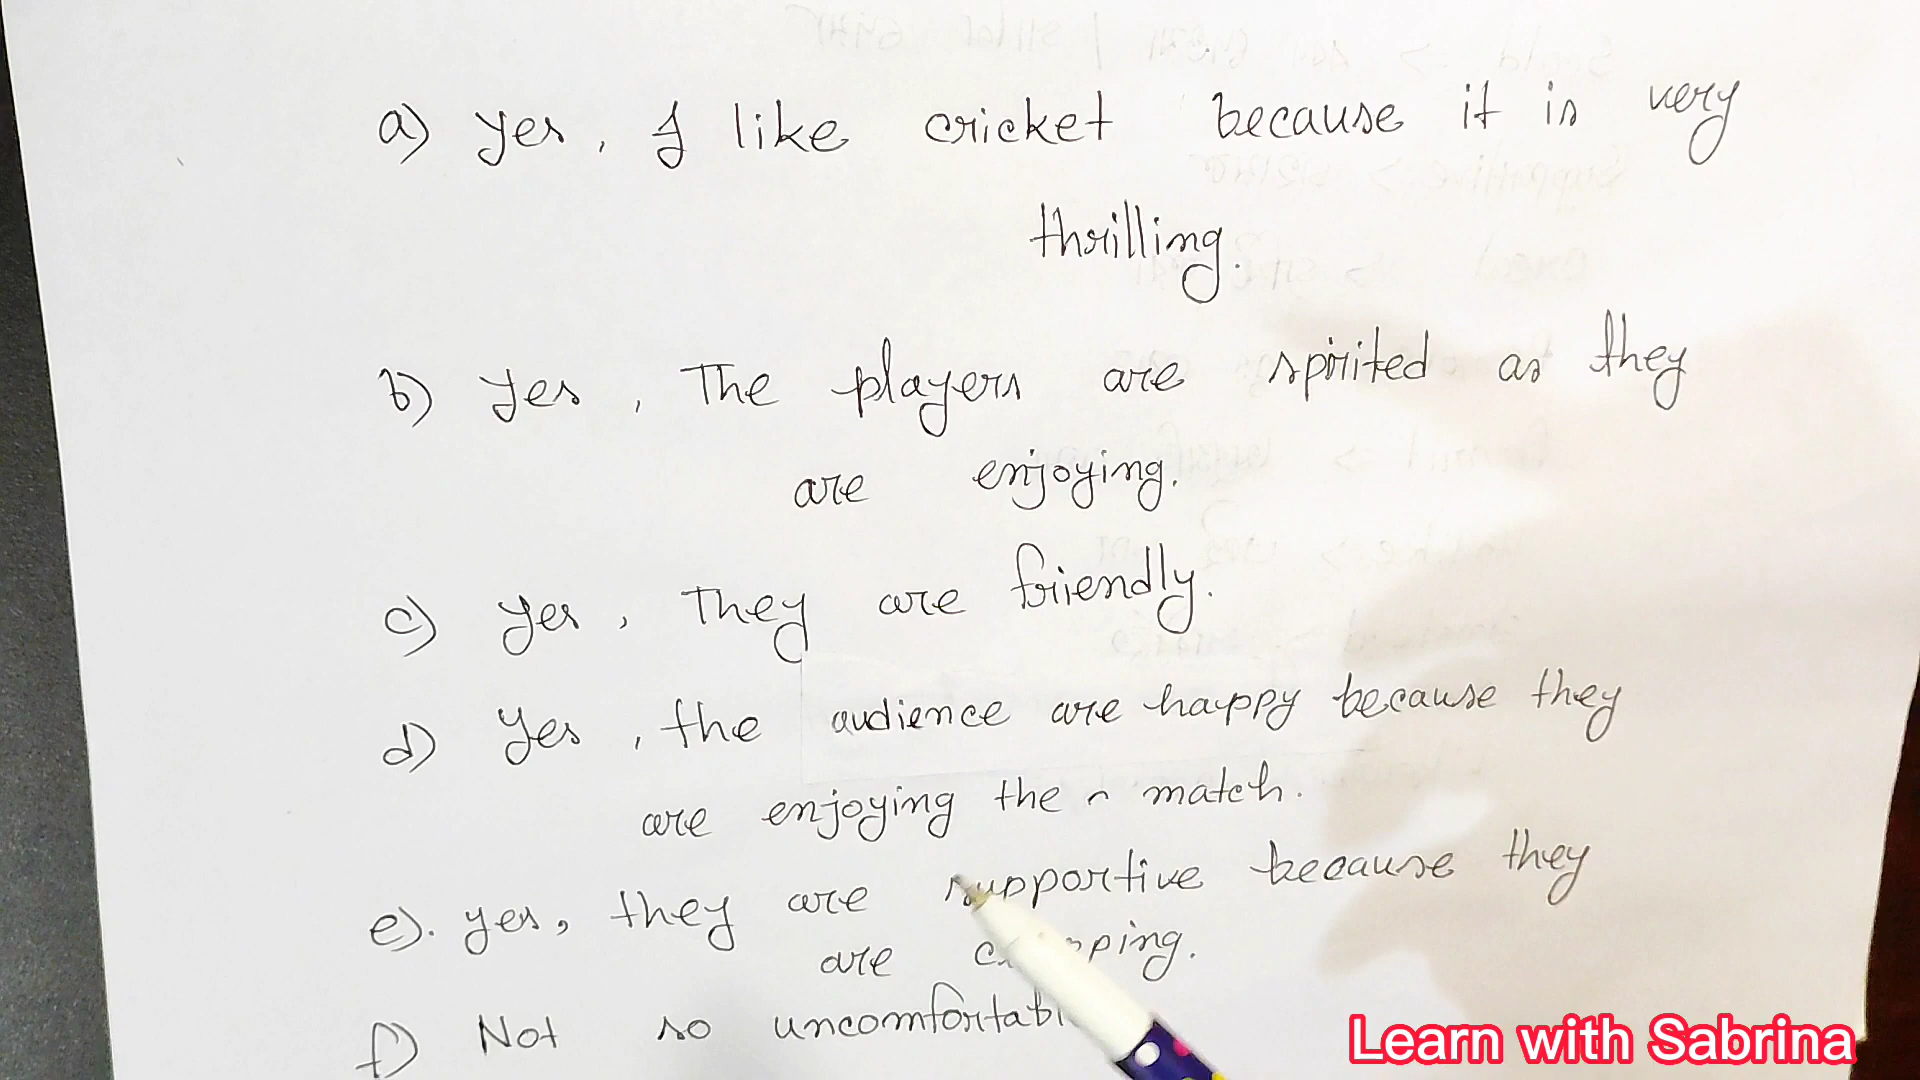 a) yes, I like cricket because it is very
thrilling.
b) Yes, The players are spirited as they
are enjoying.
c) Yes, They are friendly.
d) Yes, the audience are happy because they
are enjoying the match.
e). yes, they are supportive because they
are
f) Not so
Learn with Sabrina